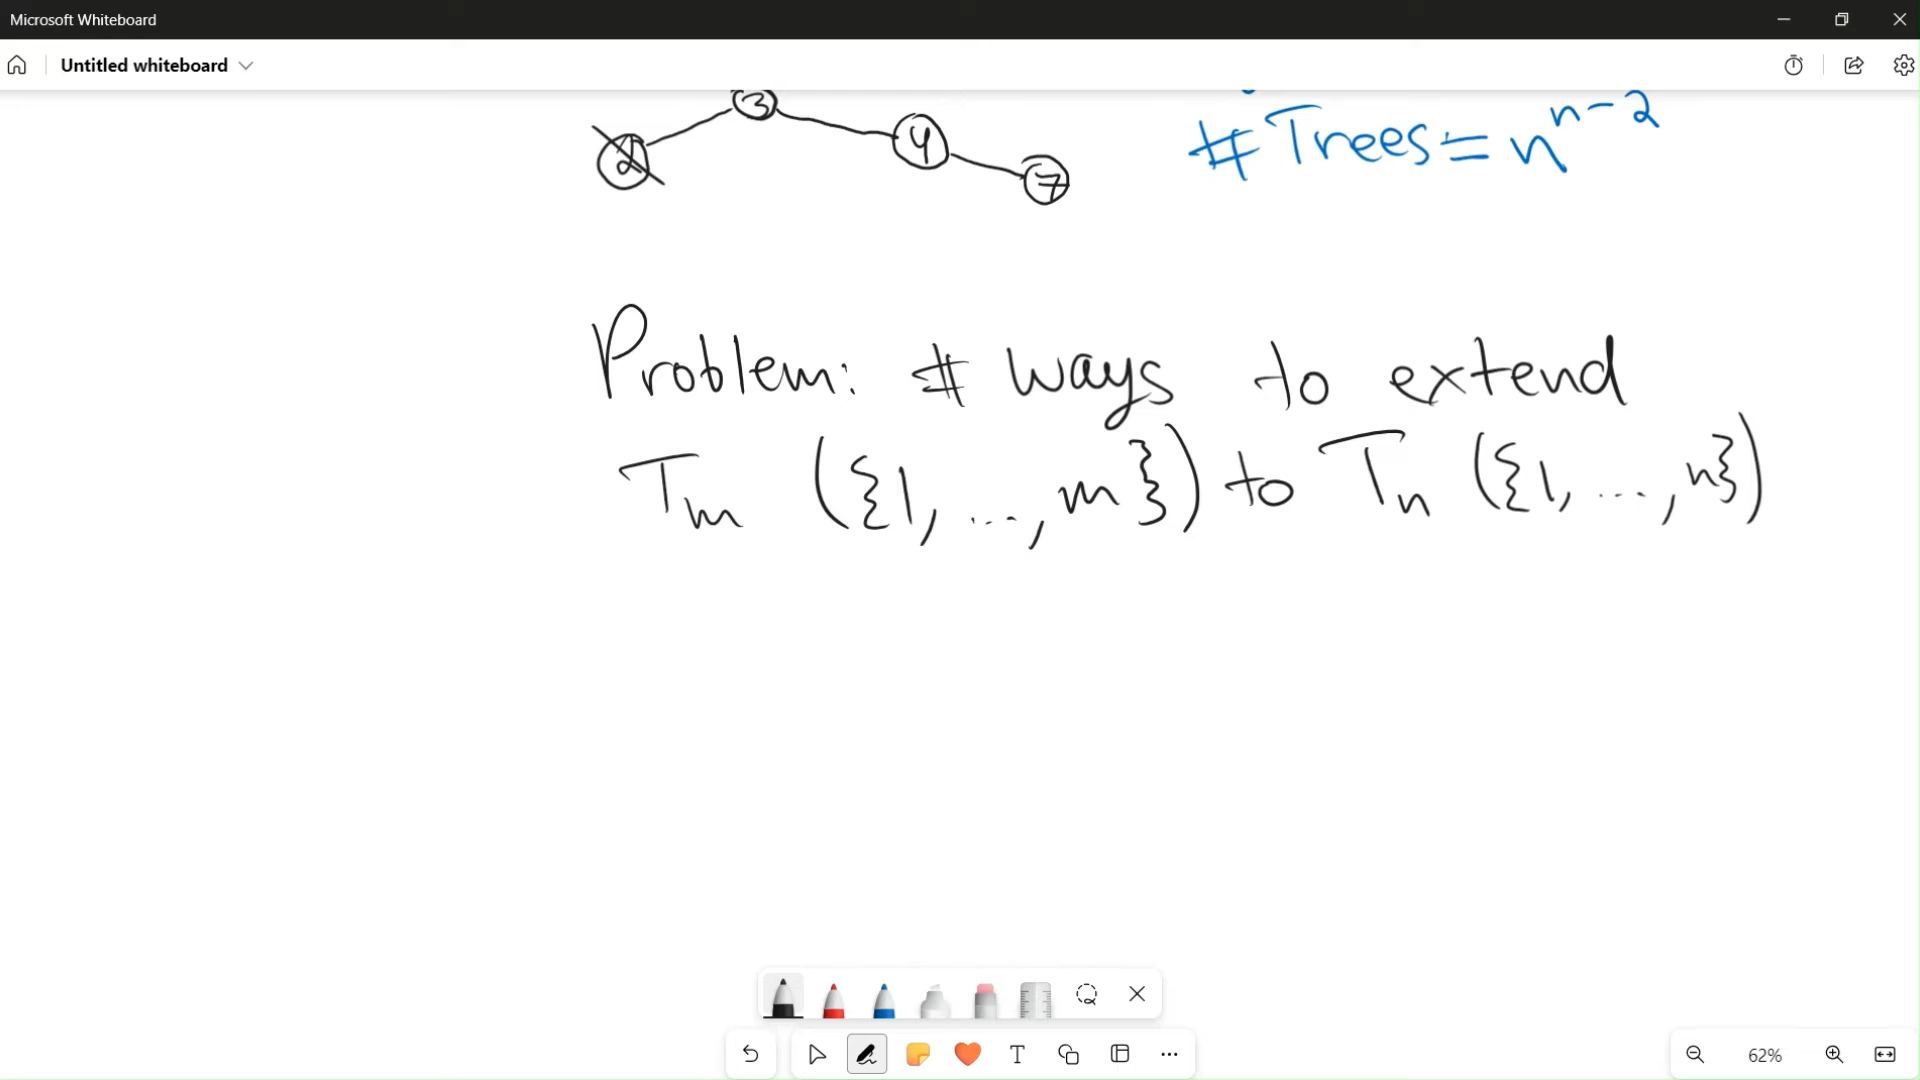 Microsoft Whiteboard
Untitled whiteboard
3
2
4
7
# Trees = n^{n-2}
Problem: # ways to extend
T_m ({1, ..., m}) to T_n ({1, ..., n})
62%